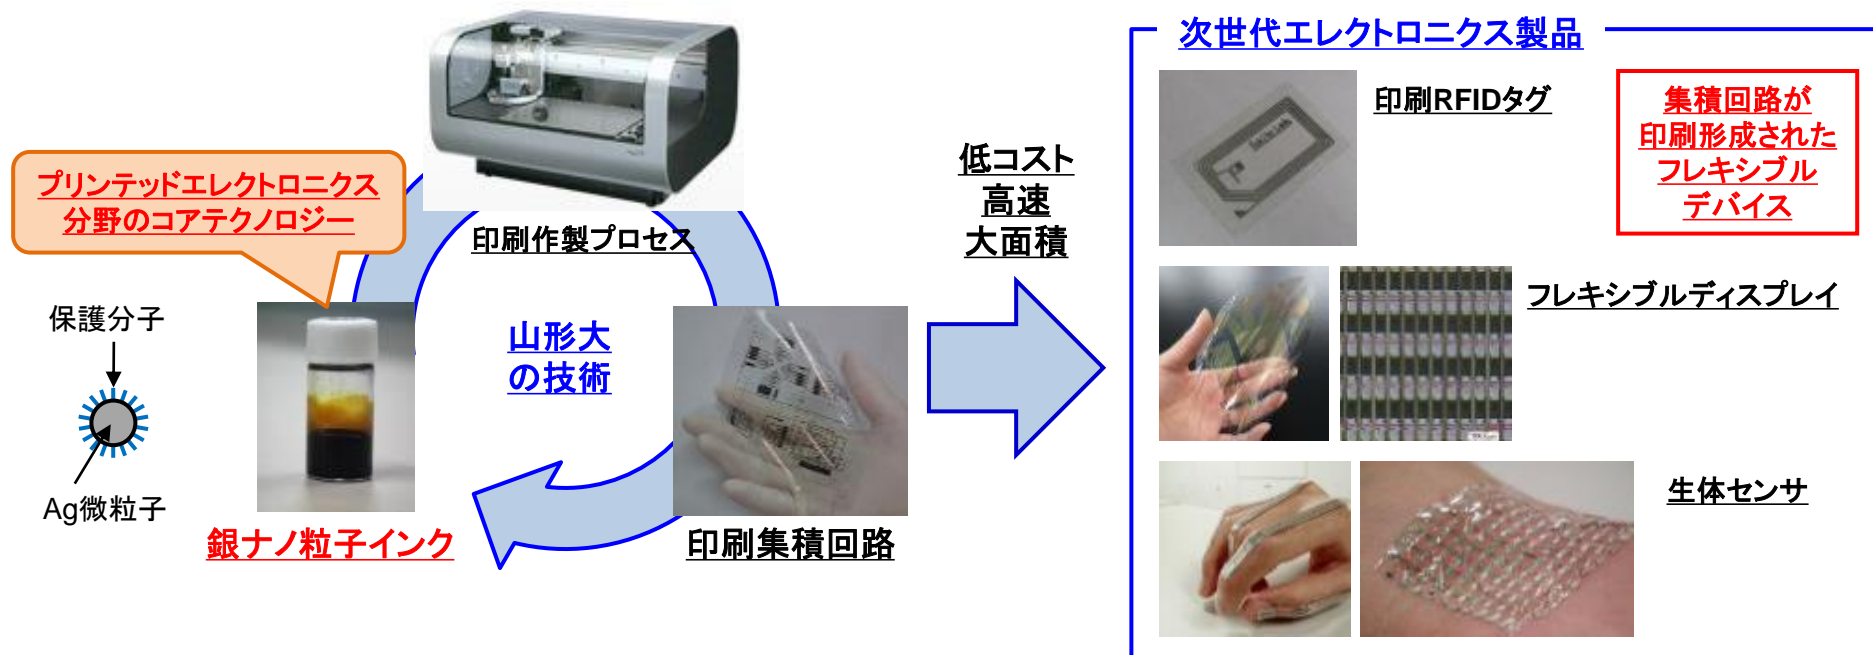 プリンテッドエレクトロニクス
分野のコアテクノロジー
印刷作製プロセス
保護分子
Ag微粒子
銀ナノ粒子インク
山形大
の技術
印刷集積回路
低コスト
高速
大面積
次世代エレクトロニクス製品
印刷RFIDタグ
集積回路が
印刷形成された
フレキシブル
デバイス
フレキシブルディスプレイ
生体センサ